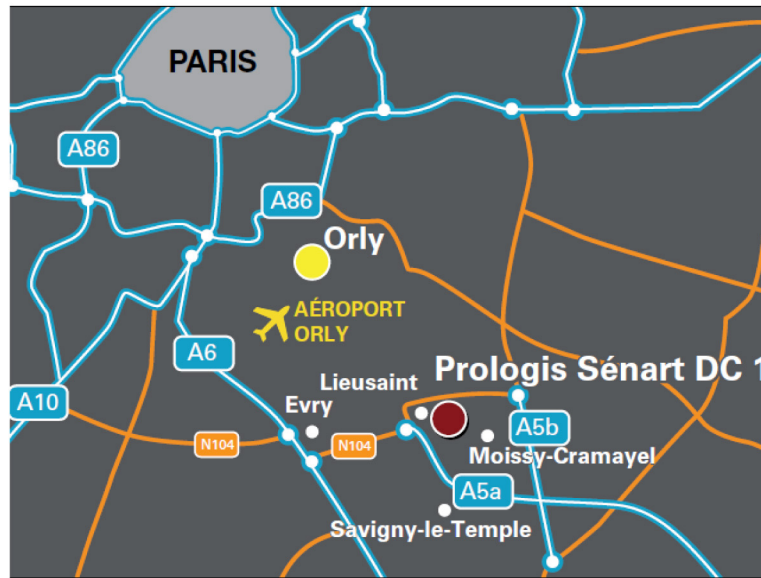 PARIS
A86
A86
Orly
AÉROPORT
ORLY
A6
Prologis Sénart DC 1
Lieusaint
A10
Evry
A5b
N104
N104
Moissy-Cramayel
A5a
Savigny-le-Temple